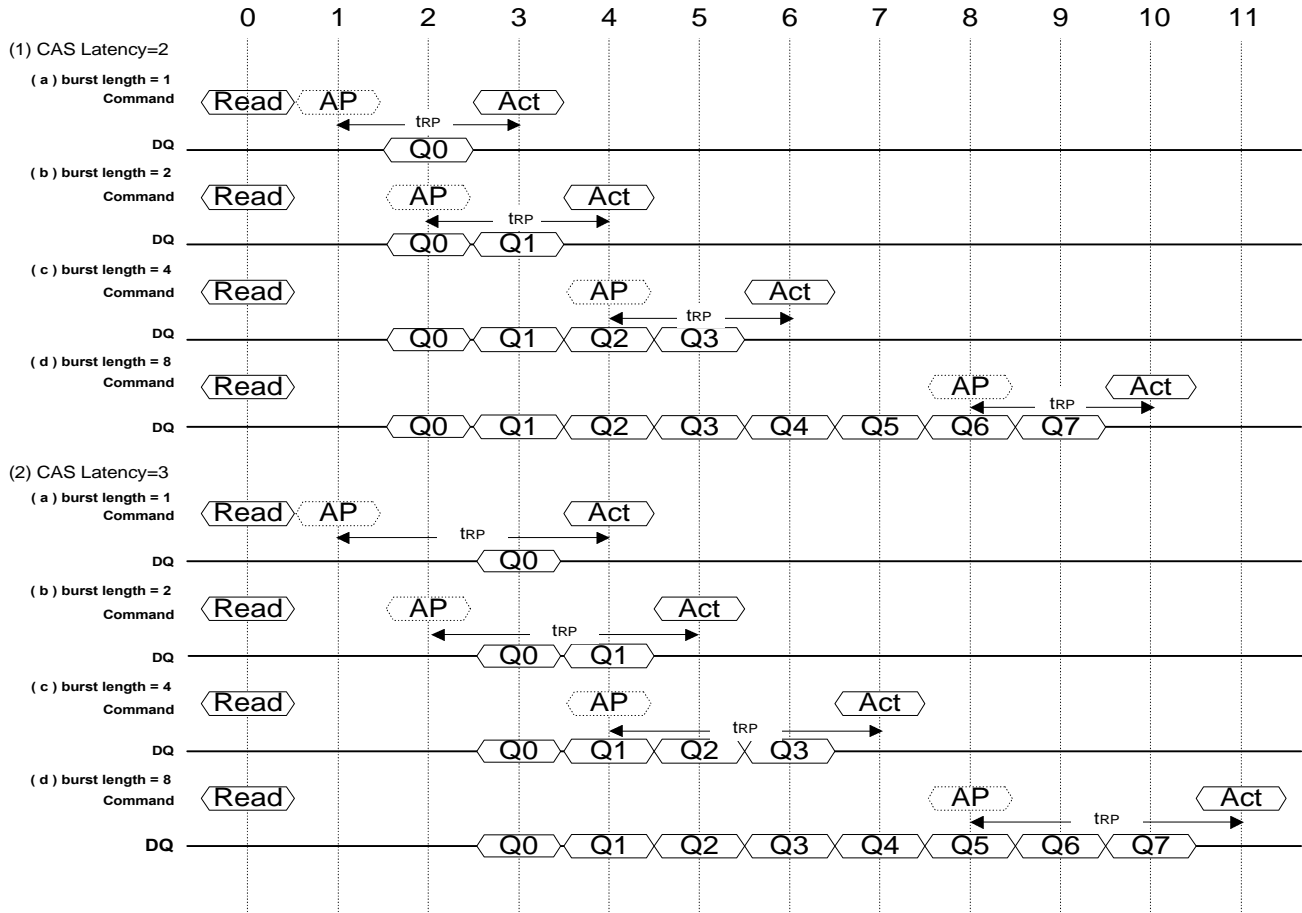 0 1 2 3 4 5 6 7 8 9 10 11
(1) CAS Latency=2
( a ) burst length = 1
Command Read AP Act
tRP
DQ Q0
( b ) burst length = 2
Command Read AP Act
tRP
DQ Q0 Q1
( c ) burst length = 4
Command Read AP Act
tRP
DQ Q0 Q1 Q2 Q3
( d ) burst length = 8
Command Read AP Act
tRP
DQ Q0 Q1 Q2 Q3 Q4 Q5 Q6 Q7
(2) CAS Latency=3
( a ) burst length = 1
Command Read AP Act
tRP
DQ Q0
( b ) burst length = 2
Command Read AP Act
tRP
DQ Q0 Q1
( c ) burst length = 4
Command Read AP Act
tRP
DQ Q0 Q1 Q2 Q3
( d ) burst length = 8
Command Read AP Act
tRP
DQ Q0 Q1 Q2 Q3 Q4 Q5 Q6 Q7